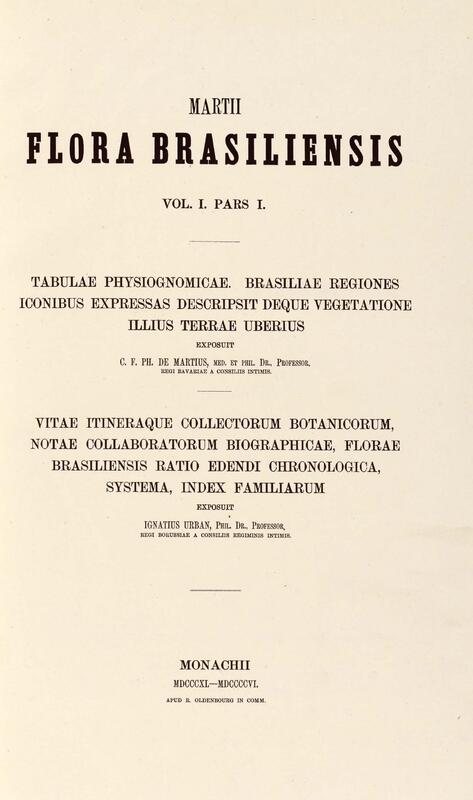 MARTII
FLORA BRASILIENSIS
VOL. I. PARS I.
TABULAE PHYSIOGNOMICAE. BRASILIAE REGIONES
ICONIBUS EXPRESSAS DESCRIPSIT DEQUE VEGETATIONE
ILLIUS TERRAE UBERIUS
EXPOSUIT
C. F. PH. DE MARTIUS, MED. ET PHIL. DR., PROFESSOR,
REGI BAVARIAE A CONSILIIS INTIMIS.
VITAE ITINERAQUE COLLECTORUM BOTANICORUM,
NOTAE COLLABORATORUM BIOGRAPHICAE, FLORAE
BRASILIENSIS RATIO EDENDI CHRONOLOGICA,
SYSTEMA, INDEX FAMILIARUM
EXPOSUIT
IGNATIUS URBAN, PHIL. DR., PROFESSOR,
REGI BORUSSIAE A CONSILIIS REGIMINIS INTIMIS.
MONACHII
MDCCCXL—MDCCCCVI.
APUD R. OLDENBOURG IN COMM.